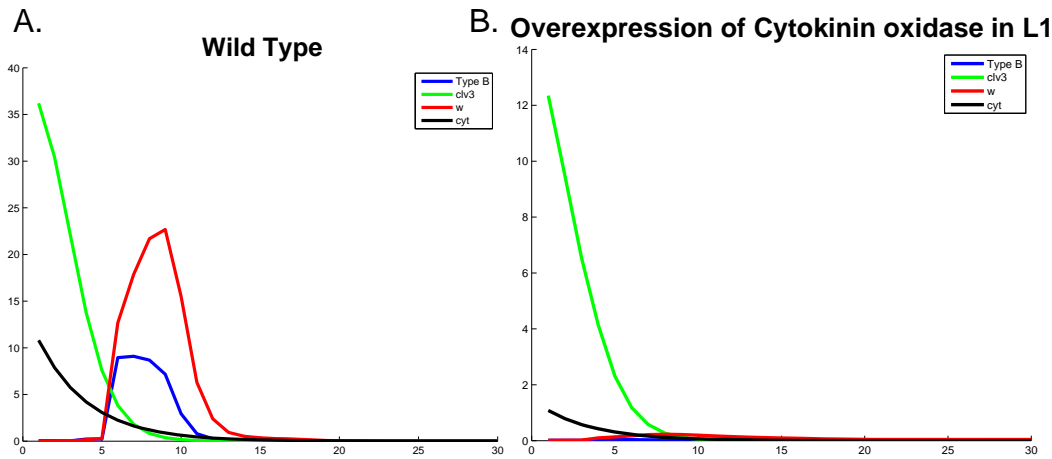 A.
Wild Type
40
35
30
25
20
15
10
5
0
0 5 10 15 20 25 30
Type B
clv3
w
cyt
B.
Overexpression of Cytokinin oxidase in L1
14
12
10
8
6
4
2
0
0 5 10 15 20 25 30
Type B
clv3
w
cyt